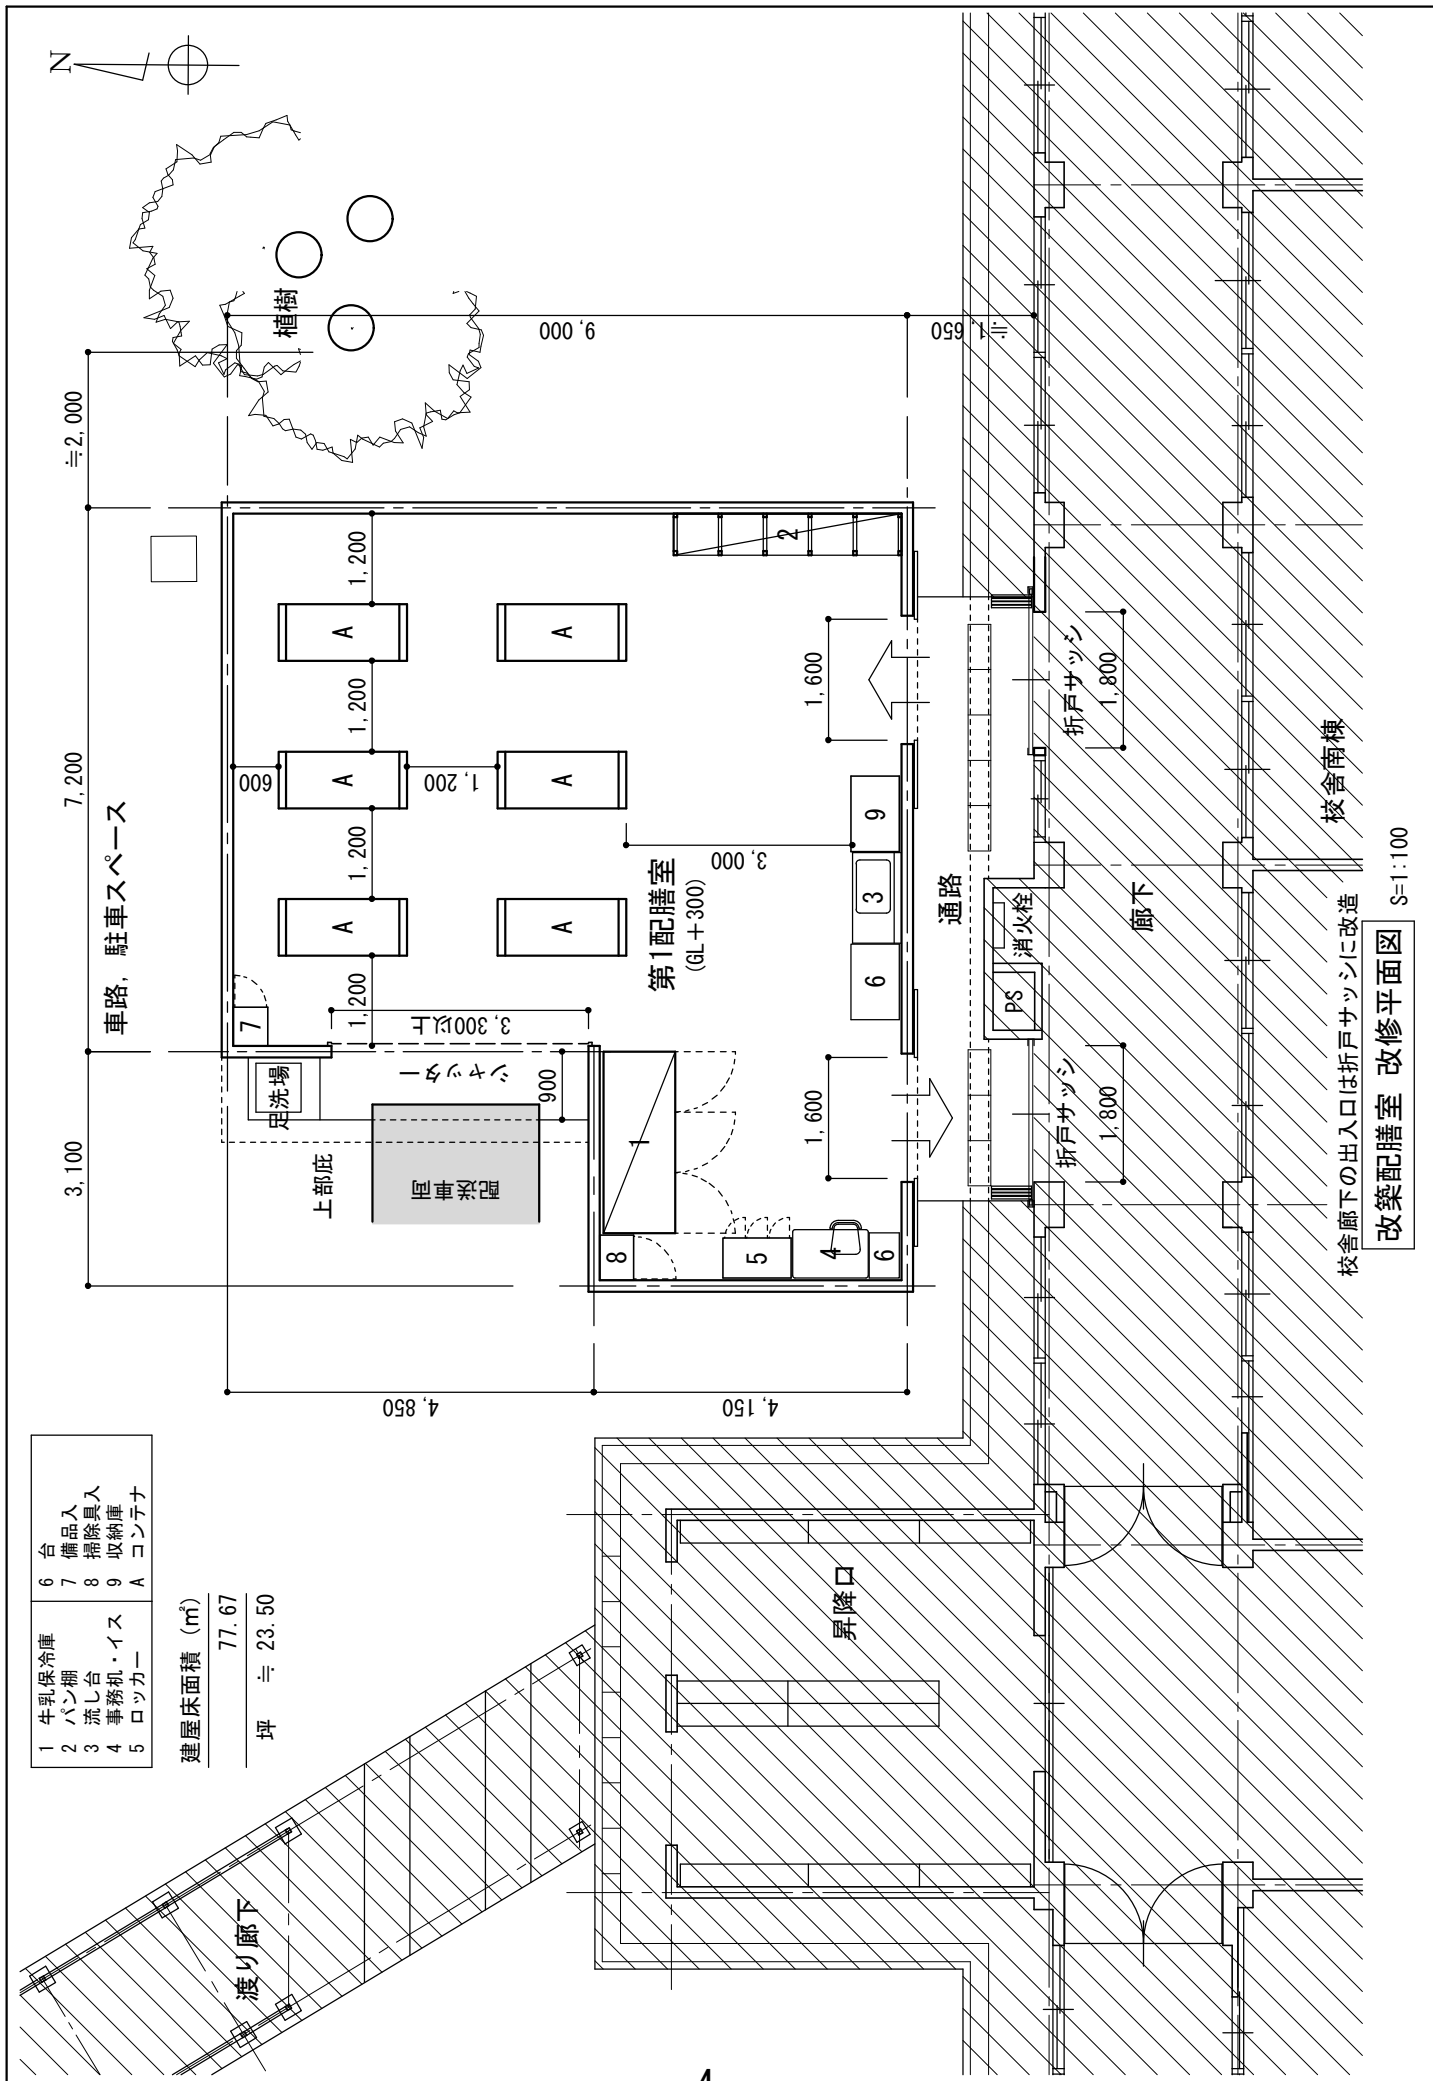 1 牛乳保冷庫
2 パン棚
3 流し台
4 事務机・イス
5 ロッカー
6 台
7 備品入
8 掃除具入
9 収納庫
A コンテナ
建屋床面積 (㎡)
77.67
坪 ≒ 23.50
N
3,100
7,200
≒2,000
車路，駐車スペース
植樹
9,000
≒1,650
4,850
4,150
上部庇
足洗場
配送車両
シャッター
900
3,300以上
7
1,200
A
1,200
A
1,200
A
1,200
600
1,200
A
A
A
3,000
第1配膳室
(GL＋300)
1
2
8
5
4
6
6
3
9
1,600
1,600
通路
PS
消火栓
折戸サッシ
1,800
折戸サッシ
1,800
廊下
昇降口
渡り廊下
校舎南棟
校舎廊下の出入口は折戸サッシに改造
改築配膳室 改修平面図
S=1:100